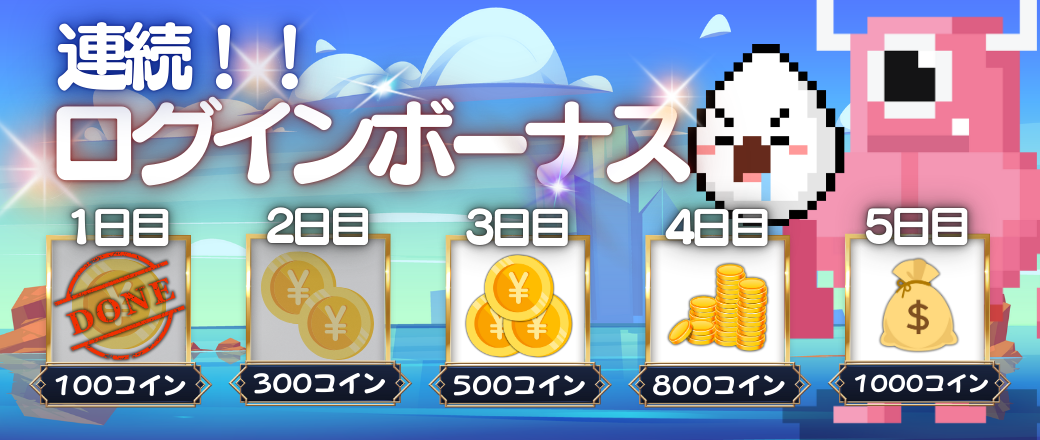 連続！！
ログインボーナス
1日目 2日目 3日目 4日目 5日目
DONE ¥ ¥ ¥ ¥ ¥ $
100コイン 300コイン 500コイン 800コイン 1000コイン